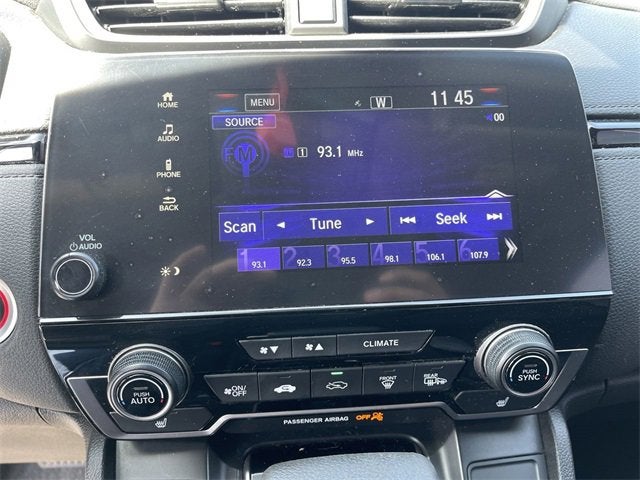 HOME
MENU
W
11 45
SOURCE
00
AUDIO
FM
1
93.1 MHz
PHONE
BACK
Scan
Tune
Seek
VOL
AUDIO
1 93.1
2 92.3
3 95.5
4 98.1
5 106.1
6 107.9
CLIMATE
PUSH
AUTO
ON/
OFF
FRONT
REAR
PUSH
SYNC
PASSENGER AIRBAG OFF